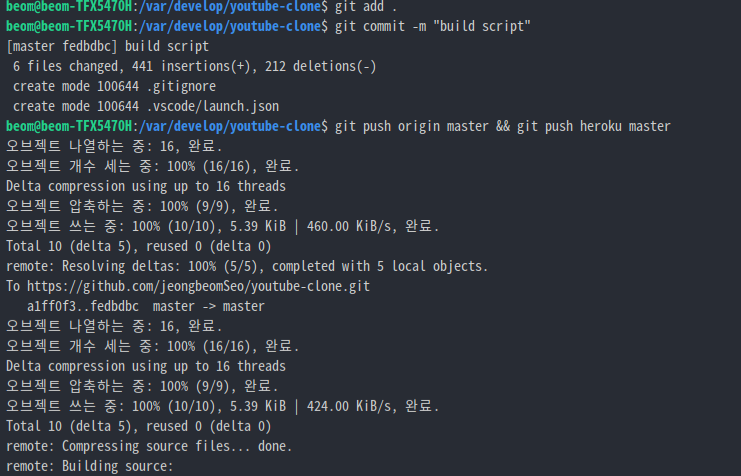 beom@beom-TFX5470H:/var/develop/youtube-clone$ git add .
beom@beom-TFX5470H:/var/develop/youtube-clone$ git commit -m "build script"
[master fedbdbc] build script
 6 files changed, 441 insertions(+), 212 deletions(-)
 create mode 100644 .gitignore
 create mode 100644 .vscode/launch.json
beom@beom-TFX5470H:/var/develop/youtube-clone$ git push origin master && git push heroku master
오브젝트 나열하는 중: 16, 완료.
오브젝트 개수 세는 중: 100% (16/16), 완료.
Delta compression using up to 16 threads
오브젝트 압축하는 중: 100% (9/9), 완료.
오브젝트 쓰는 중: 100% (10/10), 5.39 KiB | 460.00 KiB/s, 완료.
Total 10 (delta 5), reused 0 (delta 0)
remote: Resolving deltas: 100% (5/5), completed with 5 local objects.
To https://github.com/jeongbeomSeo/youtube-clone.git
   a1ff0f3..fedbdbc  master -> master
오브젝트 나열하는 중: 16, 완료.
오브젝트 개수 세는 중: 100% (16/16), 완료.
Delta compression using up to 16 threads
오브젝트 압축하는 중: 100% (9/9), 완료.
오브젝트 쓰는 중: 100% (10/10), 5.39 KiB | 424.00 KiB/s, 완료.
Total 10 (delta 5), reused 0 (delta 0)
remote: Compressing source files... done.
remote: Building source: